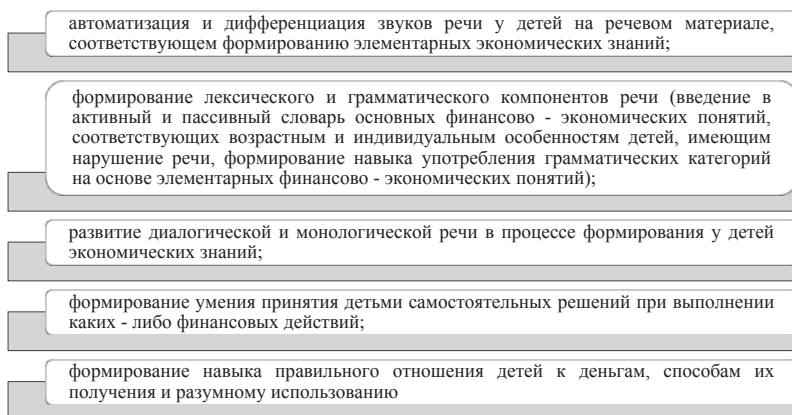 автоматизация и дифференциация звуков речи у детей на речевом материале,
соответствующем формированию элементарных экономических знаний;
формирование лексического и грамматического компонентов речи (введение в
активный и пассивный словарь основных финансово - экономических понятий,
соответствующих возрастным и индивидуальным особенностям детей, имеющим
нарушение речи, формирование навыка употребления грамматических категорий
на основе элементарных финансово - экономических понятий);
развитие диалогической и монологической речи в процессе формирования у детей
экономических знаний;
формирование умения принятия детьми самостоятельных решений при выполнении
каких - либо финансовых действий;
формирование навыка правильного отношения детей к деньгам, способам их
получения и разумному использованию